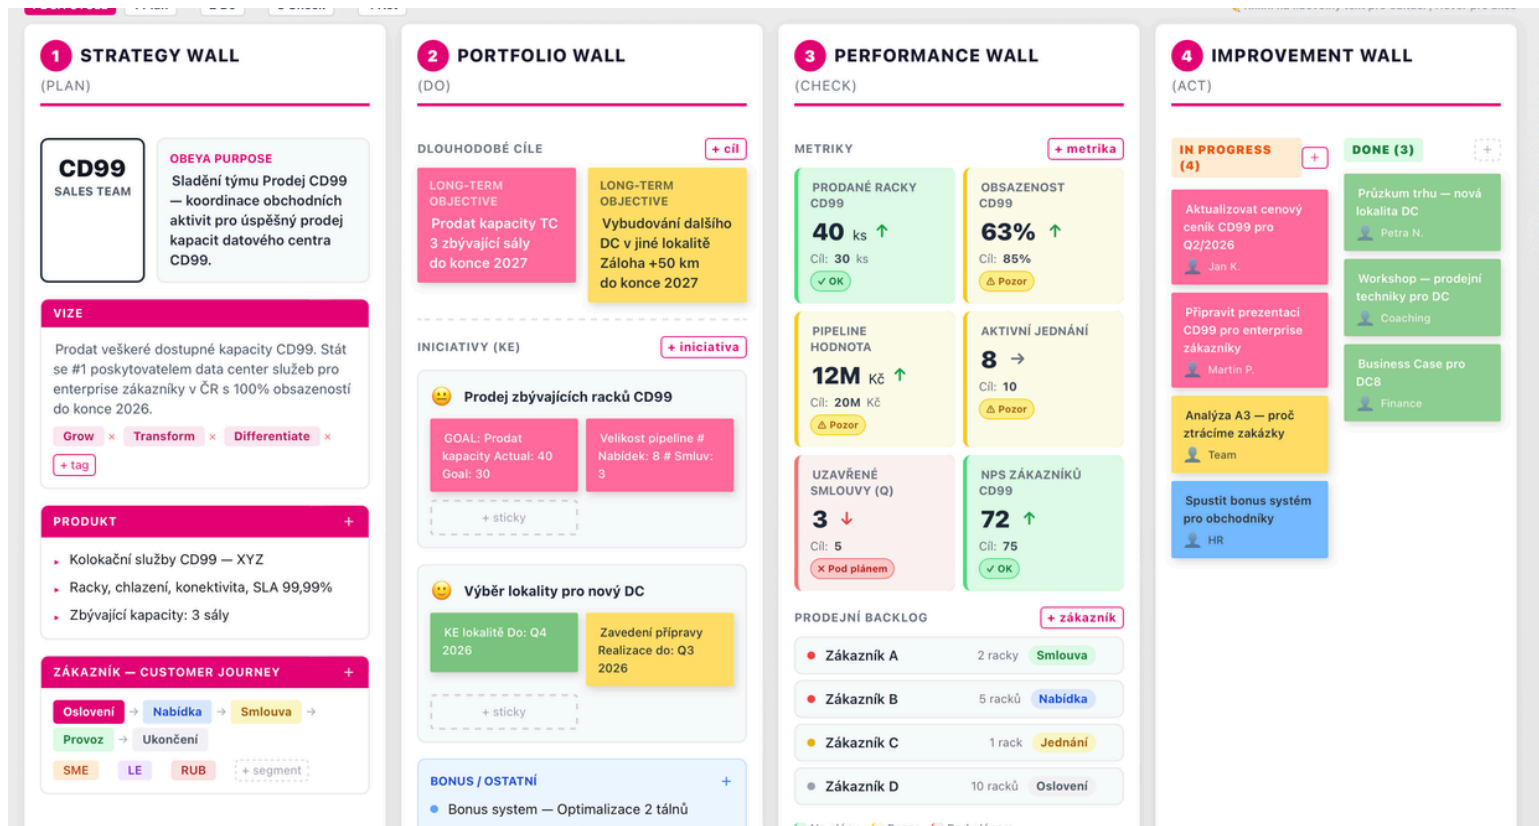 1 STRATEGY WALL
(PLAN)
CD99
SALES TEAM
OBEYA PURPOSE
Sladění týmu Prodej CD99
— koordinace obchodních
aktivit pro úspěšný prodej
kapacit datového centra
CD99.
VIZE
Prodat veškeré dostupné kapacity CD99. Stát
se #1 poskytovatelem data center služeb pro
enterprise zákazníky v ČR s 100% obsazeností
do konce 2026.
Grow × Transform × Differentiate ×
+ tag
PRODUKT +
Kolokační služby CD99 — XYZ
Racky, chlazení, konektivita, SLA 99,99%
Zbývající kapacity: 3 sály
ZÁKAZNÍK — CUSTOMER JOURNEY +
Oslovení → Nabídka → Smlouva →
Provoz → Ukončení
SME LE RUB + segment
2 PORTFOLIO WALL
(DO)
DLOUHODOBÉ CÍLE + cíl
LONG-TERM
OBJECTIVE
Prodat kapacity TC
3 zbývající sály
do konce 2027
LONG-TERM
OBJECTIVE
Vybudování dalšího
DC v jiné lokalitě
Záloha +50 km
do konce 2027
INICIATIVY (KE) + iniciativa
Prodej zbývajících racků CD99
GOAL: Prodat
kapacity Actual: 40
Goal: 30
Velikost pipeline #
Nabídek: 8 # Smluv:
3
+ sticky
Výběr lokality pro nový DC
KE lokalitě Do: Q4
2026
Zavedení přípravy
Realizace do: Q3
2026
+ sticky
BONUS / OSTATNÍ +
Bonus system — Optimalizace 2 tálnů
3 PERFORMANCE WALL
(CHECK)
METRIKY + metrika
PRODANÉ RACKY
CD99
40 ks ↑
Cíl: 30 ks
✓ OK
OBSAZENOST
CD99
63% ↑
Cíl: 85%
⚠ Pozor
PIPELINE
HODNOTA
12M Kč ↑
Cíl: 20M Kč
⚠ Pozor
AKTIVNÍ JEDNÁNÍ
8 →
Cíl: 10
⚠ Pozor
UZAVŘENÉ
SMLOUVY (Q)
3 ↓
Cíl: 5
✕ Pod plánem
NPS ZÁKAZNÍKŮ
CD99
72 ↑
Cíl: 75
✓ OK
PRODEJNÍ BACKLOG + zákazník
Zákazník A 2 racky Smlouva
Zákazník B 5 racků Nabídka
Zákazník C 1 rack Jednání
Zákazník D 10 racků Oslovení
4 IMPROVEMENT WALL
(ACT)
IN PROGRESS
(4)
+
Aktualizovat cenový
ceník CD99 pro
Q2/2026
Jan K.
Připravit prezentaci
CD99 pro enterprise
zákazníky
Martin P.
Analýza A3 — proč
ztrácíme zakázky
Team
Spustit bonus systém
pro obchodníky
HR
DONE (3) +
Průzkum trhu — nová
lokalita DC
Petra N.
Workshop — prodejní
techniky pro DC
Coaching
Business Case pro
DC8
Finance